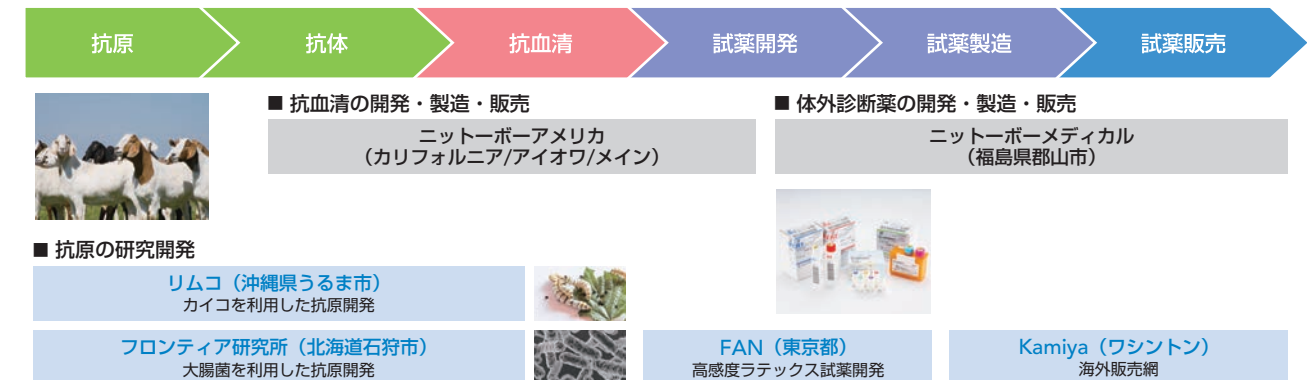 抗原
抗体
抗血清
試薬開発
試薬製造
試薬販売
■ 抗血清の開発・製造・販売
ニットーボーアメリカ
（カリフォルニア/アイオワ/メイン）
■ 体外診断薬の開発・製造・販売
ニットーボーメディカル
（福島県郡山市）
■ 抗原の研究開発
リムコ（沖縄県うるま市）
カイコを利用した抗原開発
フロンティア研究所（北海道石狩市）
大腸菌を利用した抗原開発
FAN（東京都）
高感度ラテックス試薬開発
Kamiya（ワシントン）
海外販売網